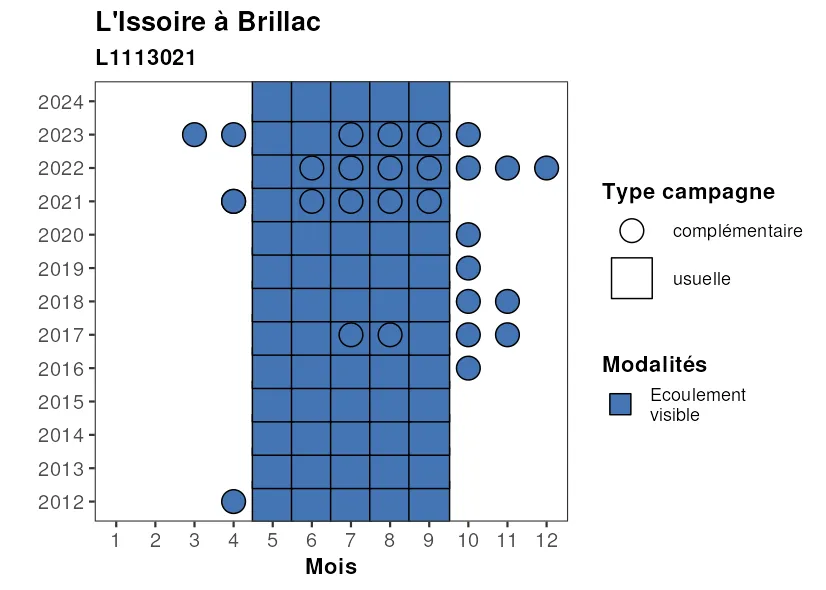 L'Issoire à Brillac
L1113021
2024
2023
2022
2021
2020
2019
2018
2017
2016
2015
2014
2013
2012
1 2 3 4 5 6 7 8 9 10 11 12
Mois
Type campagne
complémentaire
usuelle
Modalités
Ecoulement
visible